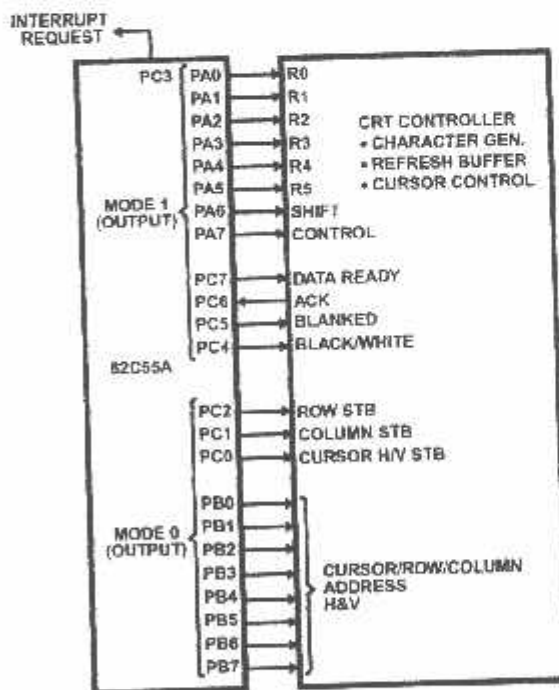 INTERRUPT
REQUEST
PC3
PA0 R0
PA1 R1
PA2 R2
PA3 R3
PA4 R4
PA5 R5
PA6 SHIFT
PA7 CONTROL
MODE 1
(OUTPUT)
CRT CONTROLLER
• CHARACTER GEN.
• REFRESH BUFFER
• CURSOR CONTROL
PC7 DATA READY
PC6 ACK
PC5 BLANKED
PC4 BLACK/WHITE
82C55A
PC2 ROW STB
PC1 COLUMN STB
PC0 CURSOR H/V STB
MODE 0
(OUTPUT)
PB0
PB1
PB2
PB3
PB4
PB5
PB6
PB7
CURSOR/ROW/COLUMN
ADDRESS
H&V